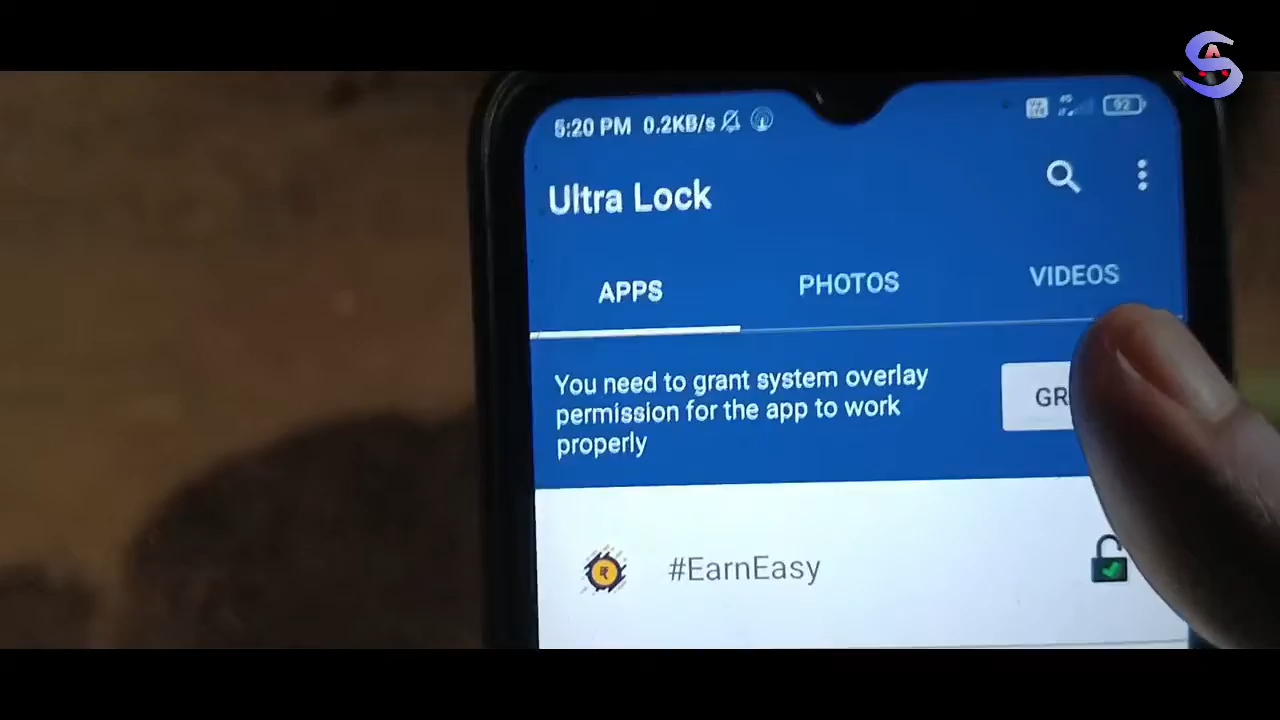 5:20 PM 0.2KB/s
92
Ultra Lock
APPS
PHOTOS
VIDEOS
You need to grant system overlay
permission for the app to work
properly
GR
#EarnEasy